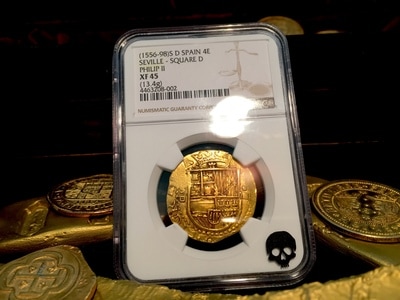 (1556-98)S D SPAIN 4E
SEVILLE - SQUARE D
PHILIP II
XF 45
(13.4g)
4463208-002
NUMISMATIC GUARANTY